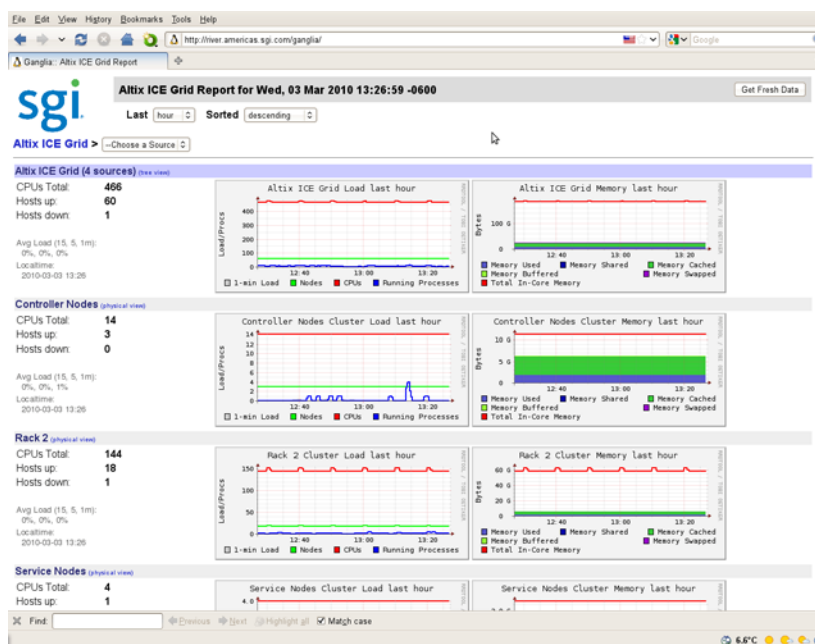 File Edit View History Bookmarks Tools Help
http://river.americas.sgi.com/ganglia/
Google
Ganglia:: Altix ICE Grid Report
sgi
Altix ICE Grid Report for Wed, 03 Mar 2010 13:26:59 -0600
Get Fresh Data
Last hour Sorted descending
Altix ICE Grid > --Choose a Source
Altix ICE Grid (4 sources) (tree view)
CPUs Total: 466
Hosts up: 60
Hosts down: 1
Avg Load (15, 5, 1m):
0%, 0%, 0%
Localtime:
2010-03-03 13:26
Altix ICE Grid Load last hour
Load/Procs
400
300
200
100
0
12:40 13:00 13:20
1-min Load Nodes CPUs Running Processes
Altix ICE Grid Memory last hour
Bytes
100 G
0
12:40 13:00 13:20
Memory Used Memory Shared Memory Cached
Memory Buffered Memory Swapped
Total In-Core Memory
Controller Nodes (physical view)
CPUs Total: 14
Hosts up: 3
Hosts down: 0
Avg Load (15, 5, 1m):
0%, 0%, 1%
Localtime:
2010-03-03 13:26
Controller Nodes Cluster Load last hour
Load/Procs
14
12
10
8
6
4
2
0
12:40 13:00 13:20
1-min Load Nodes CPUs Running Processes
Controller Nodes Cluster Memory last hour
Bytes
10 G
5 G
0
12:40 13:00 13:20
Memory Used Memory Shared Memory Cached
Memory Buffered Memory Swapped
Total In-Core Memory
Rack 2 (physical view)
CPUs Total: 144
Hosts up: 18
Hosts down: 1
Avg Load (15, 5, 1m):
0%, 0%, 0%
Localtime:
2010-03-03 13:26
Rack 2 Cluster Load last hour
Load/Procs
150
100
50
0
12:40 13:00 13:20
1-min Load Nodes CPUs Running Processes
Rack 2 Cluster Memory last hour
Bytes
60 G
40 G
20 G
0
12:40 13:00 13:20
Memory Used Memory Shared Memory Cached
Memory Buffered Memory Swapped
Total In-Core Memory
Service Nodes (physical view)
CPUs Total: 4
Hosts up: 1
Service Nodes Cluster Load last hour
4.0
Service Nodes Cluster Memory last hour
Find: Previous Next Highlight all Match case
6.6°C